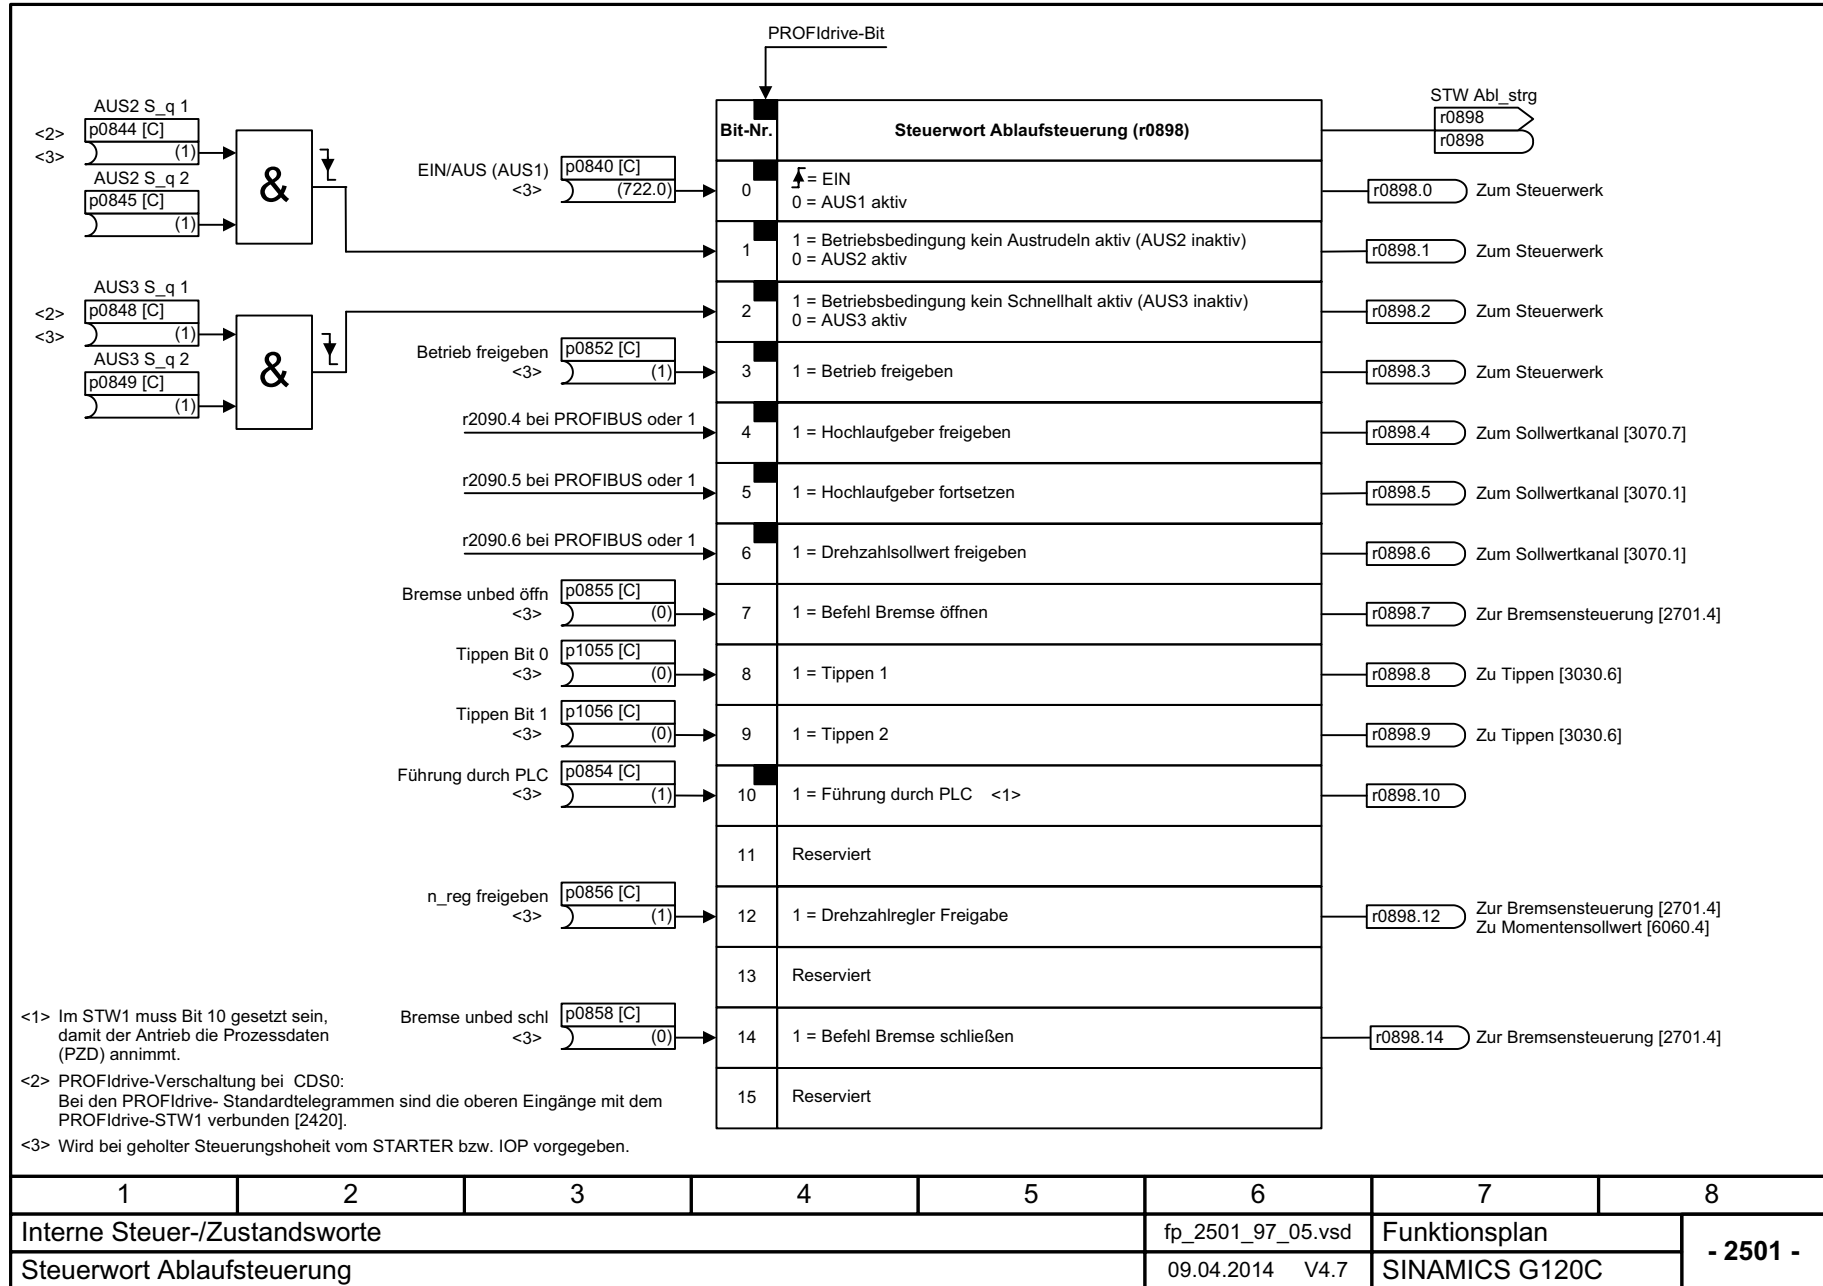 PROFIdrive-Bit
STW Abl_strg
r0898
r0898
Bit-Nr.
Steuerwort Ablaufsteuerung (r0898)
AUS2 S_q 1
<2>
p0844 [C]
<3>
(1)
AUS2 S_q 2
p0845 [C]
(1)
&
EIN/AUS (AUS1)
<3>
p0840 [C]
(722.0)
0
= EIN
0 = AUS1 aktiv
r0898.0
Zum Steuerwerk
1
1 = Betriebsbedingung kein Austrudeln aktiv (AUS2 inaktiv)
0 = AUS2 aktiv
r0898.1
Zum Steuerwerk
AUS3 S_q 1
<2>
p0848 [C]
<3>
(1)
AUS3 S_q 2
p0849 [C]
(1)
&
2
1 = Betriebsbedingung kein Schnellhalt aktiv (AUS3 inaktiv)
0 = AUS3 aktiv
r0898.2
Zum Steuerwerk
Betrieb freigeben
<3>
p0852 [C]
(1)
3
1 = Betrieb freigeben
r0898.3
Zum Steuerwerk
r2090.4 bei PROFIBUS oder 1
4
1 = Hochlaufgeber freigeben
r0898.4
Zum Sollwertkanal [3070.7]
r2090.5 bei PROFIBUS oder 1
5
1 = Hochlaufgeber fortsetzen
r0898.5
Zum Sollwertkanal [3070.1]
r2090.6 bei PROFIBUS oder 1
6
1 = Drehzahlsollwert freigeben
r0898.6
Zum Sollwertkanal [3070.1]
Bremse unbed öffn
<3>
p0855 [C]
(0)
7
1 = Befehl Bremse öffnen
r0898.7
Zur Bremsensteuerung [2701.4]
Tippen Bit 0
<3>
p1055 [C]
(0)
8
1 = Tippen 1
r0898.8
Zu Tippen [3030.6]
Tippen Bit 1
<3>
p1056 [C]
(0)
9
1 = Tippen 2
r0898.9
Zu Tippen [3030.6]
Führung durch PLC
<3>
p0854 [C]
(1)
10
1 = Führung durch PLC <1>
r0898.10
11
Reserviert
n_reg freigeben
<3>
p0856 [C]
(1)
12
1 = Drehzahlregler Freigabe
r0898.12
Zur Bremsensteuerung [2701.4]
Zu Momentensollwert [6060.4]
13
Reserviert
Bremse unbed schl
<3>
p0858 [C]
(0)
14
1 = Befehl Bremse schließen
r0898.14
Zur Bremsensteuerung [2701.4]
15
Reserviert
<1> Im STW1 muss Bit 10 gesetzt sein,
damit der Antrieb die Prozessdaten
(PZD) annimmt.
<2> PROFIdrive-Verschaltung bei CDS0:
Bei den PROFIdrive- Standardtelegrammen sind die oberen Eingänge mit dem
PROFIdrive-STW1 verbunden [2420].
<3> Wird bei geholter Steuerungshoheit vom STARTER bzw. IOP vorgegeben.
1 2 3 4 5 6 7 8
Interne Steuer-/Zustandsworte
fp_2501_97_05.vsd
Funktionsplan
- 2501 -
Steuerwort Ablaufsteuerung
09.04.2014 V4.7
SINAMICS G120C